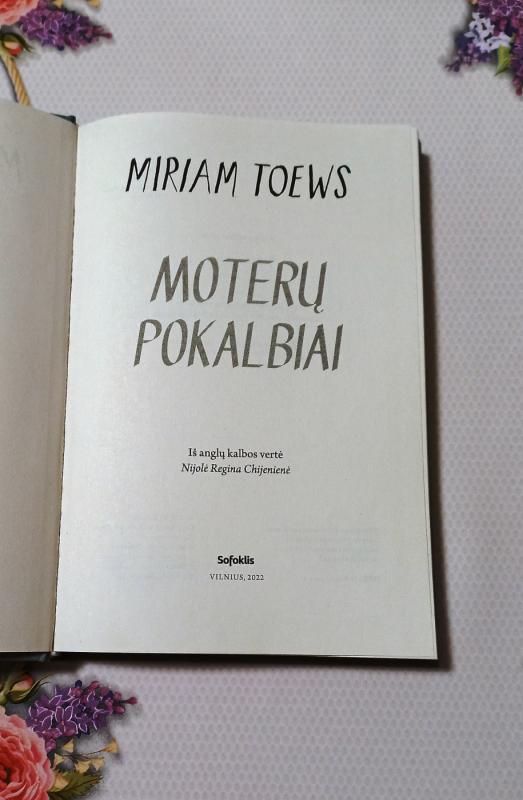 MIRIAM TOEWS
MOTERŲ
POKALBIAI
Iš anglų kalbos vertė
Nijolė Regina Chijenienė
Sofoklis
VILNIUS, 2022